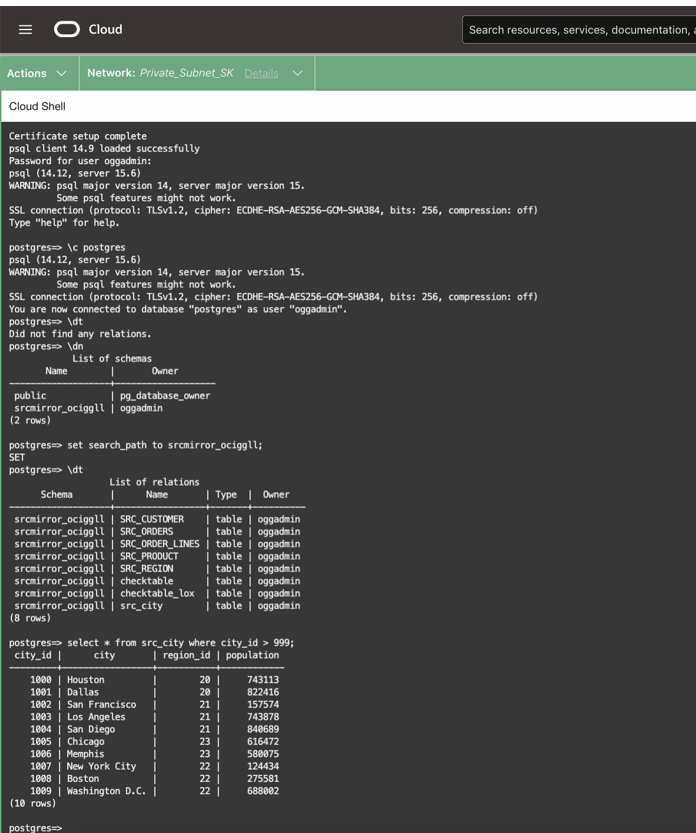 Cloud
Search resources, services, documentation,
Actions
Network: Private_Subnet_SK Details
Cloud Shell
Certificate setup complete
psql client 14.9 loaded successfully
Password for user oggadmin:
psql (14.12, server 15.6)
WARNING: psql major version 14, server major version 15.
         Some psql features might not work.
SSL connection (protocol: TLSv1.2, cipher: ECDHE-RSA-AES256-GCM-SHA384, bits: 256, compression: off)
Type "help" for help.
postgres=> \c postgres
psql (14.12, server 15.6)
WARNING: psql major version 14, server major version 15.
         Some psql features might not work.
SSL connection (protocol: TLSv1.2, cipher: ECDHE-RSA-AES256-GCM-SHA384, bits: 256, compression: off)
You are now connected to database "postgres" as user "oggadmin".
postgres=> \dt
Did not find any relations.
postgres=> \dn
List of schemas
Name | Owner
--------------------+-------------------
public | pg_database_owner
srcmirror_ociggll | oggadmin
(2 rows)
postgres=> set search_path to srcmirror_ociggll;
SET
postgres=> \dt
List of relations
Schema | Name | Type | Owner
-------------------+-----------------+-------+----------
srcmirror_ociggll | SRC_CUSTOMER | table | oggadmin
srcmirror_ociggll | SRC_ORDERS | table | oggadmin
srcmirror_ociggll | SRC_ORDER_LINES | table | oggadmin
srcmirror_ociggll | SRC_PRODUCT | table | oggadmin
srcmirror_ociggll | SRC_REGION | table | oggadmin
srcmirror_ociggll | checktable | table | oggadmin
srcmirror_ociggll | checktable_lox | table | oggadmin
srcmirror_ociggll | src_city | table | oggadmin
(8 rows)
postgres=> select * from src_city where city_id > 999;
city_id | city | region_id | population
---------+-----------------+-----------+------------
1000 | Houston | 20 | 743113
1001 | Dallas | 20 | 822416
1002 | San Francisco | 21 | 157574
1003 | Los Angeles | 21 | 743878
1004 | San Diego | 21 | 840689
1005 | Chicago | 23 | 616472
1006 | Memphis | 23 | 580075
1007 | New York City | 22 | 124434
1008 | Boston | 22 | 275581
1009 | Washington D.C. | 22 | 688002
(10 rows)
postgres=>